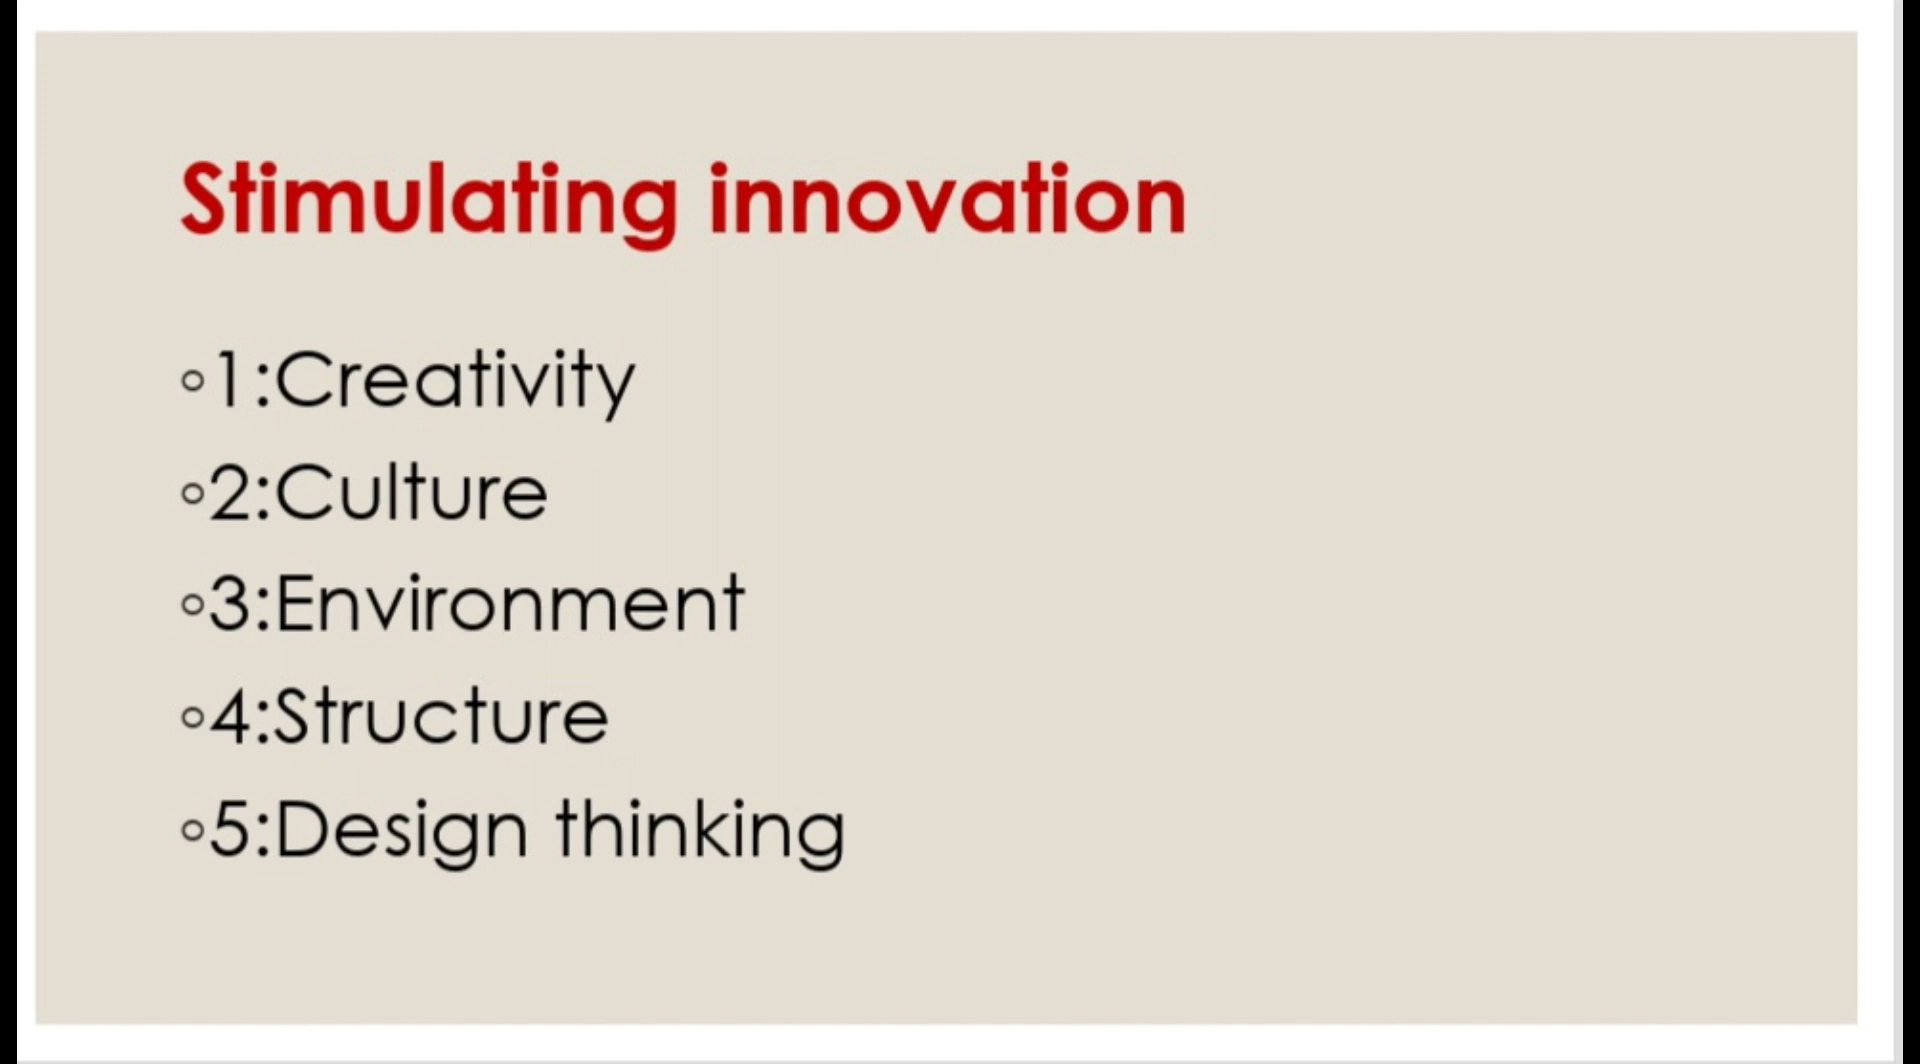 Stimulating innovation
◦1:Creativity
◦2:Culture
◦3:Environment
◦4:Structure
◦5:Design thinking